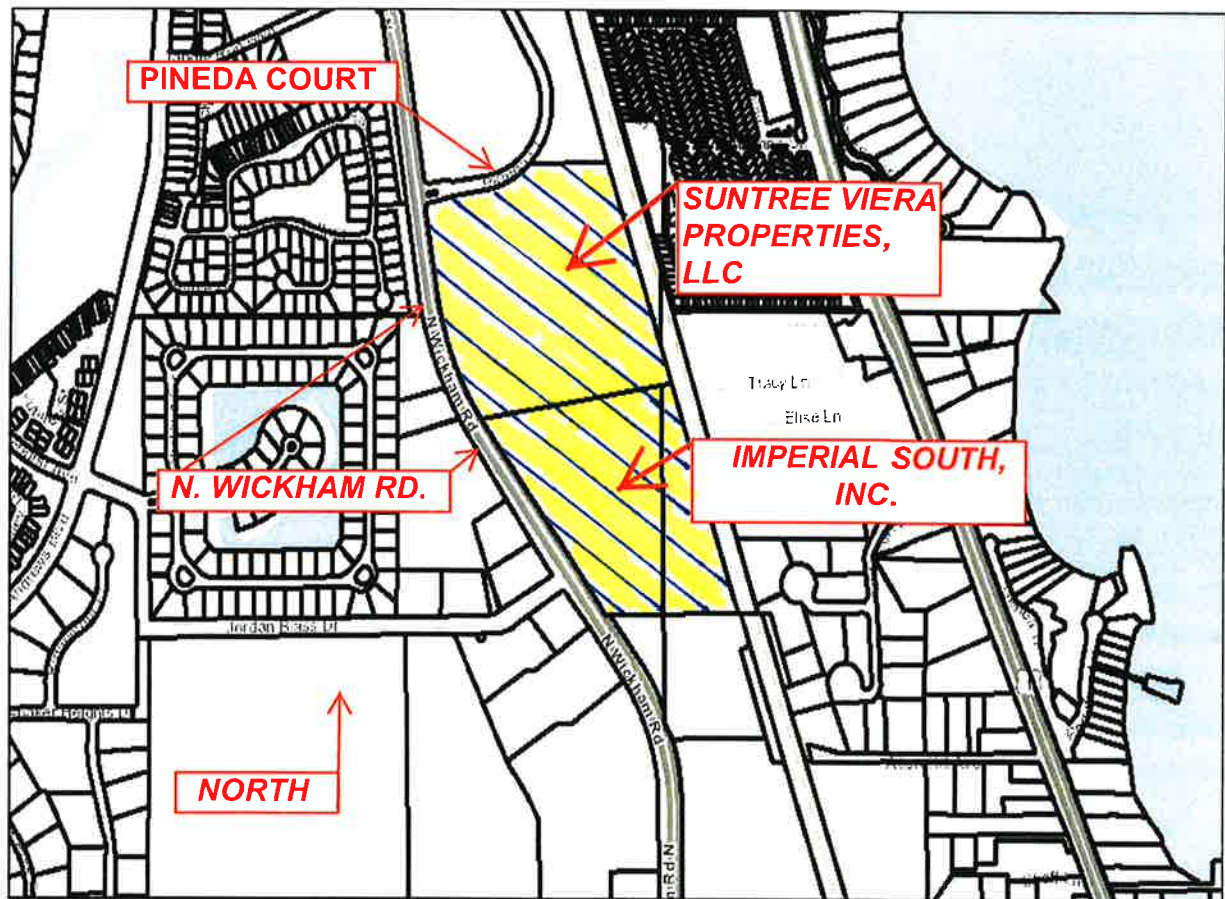 PINEDA COURT
SUNTREE VIERA
PROPERTIES,
LLC
N Wickham Rd
Tracy Ln
Elise Ln
IMPERIAL SOUTH,
INC.
N. WICKHAM RD.
Jordan Blass Dr
N Wickham Rd
NORTH